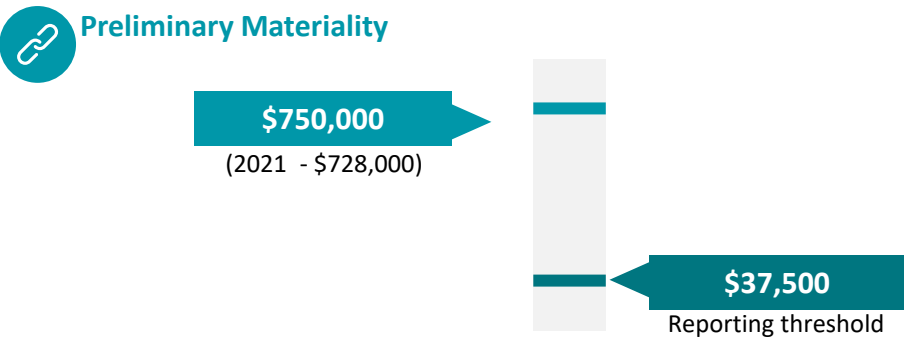 Preliminary Materiality
$750,000
(2021 - $728,000)
$37,500
Reporting threshold